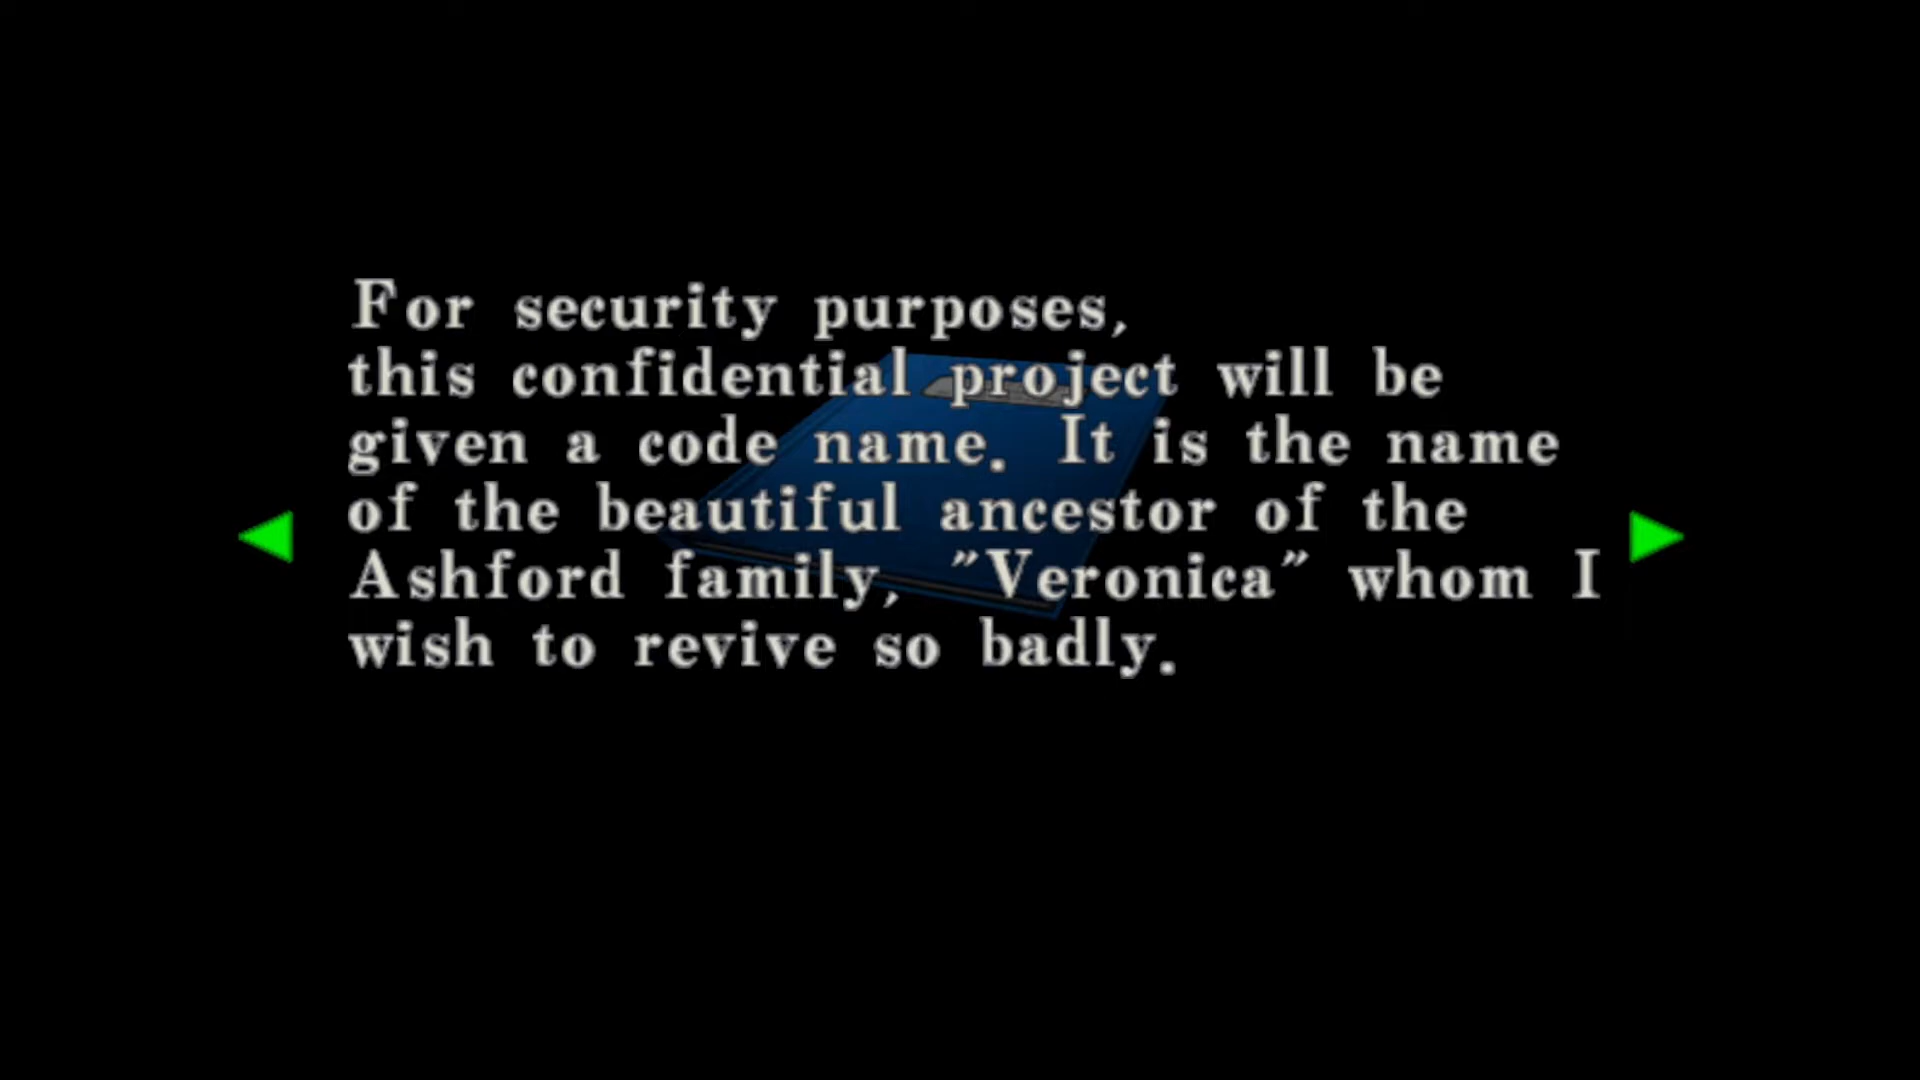 For security purposes,
this confidential project will be
given a code name. It is the name
of the beautiful ancestor of the
Ashford family, "Veronica" whom I
wish to revive so badly.